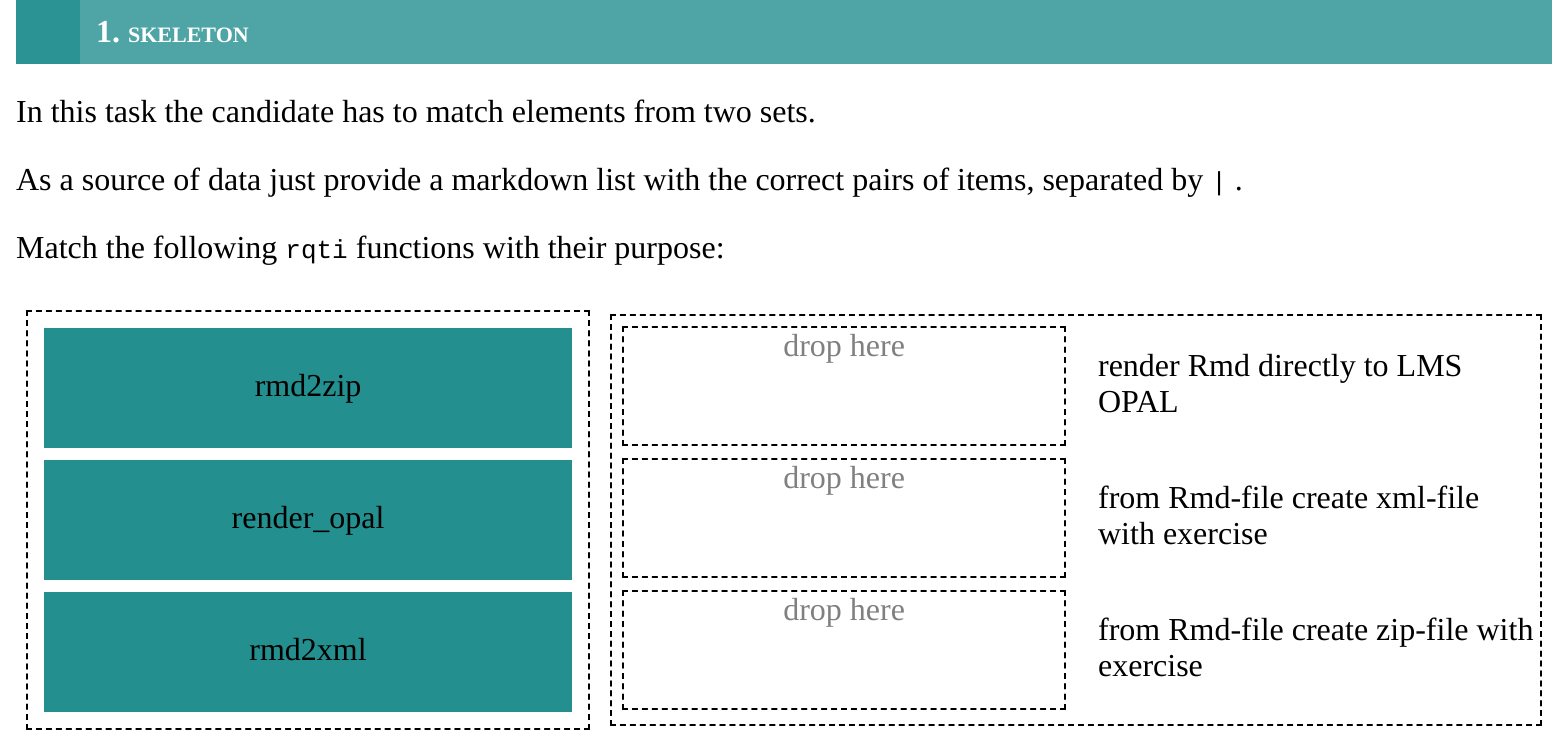 1. SKELETON
In this task the candidate has to match elements from two sets.
As a source of data just provide a markdown list with the correct pairs of items, separated by | .
Match the following rqti functions with their purpose:
rmd2zip
render_opal
rmd2xml
drop here
render Rmd directly to LMS
OPAL
drop here
from Rmd-file create xml-file
with exercise
drop here
from Rmd-file create zip-file with
exercise